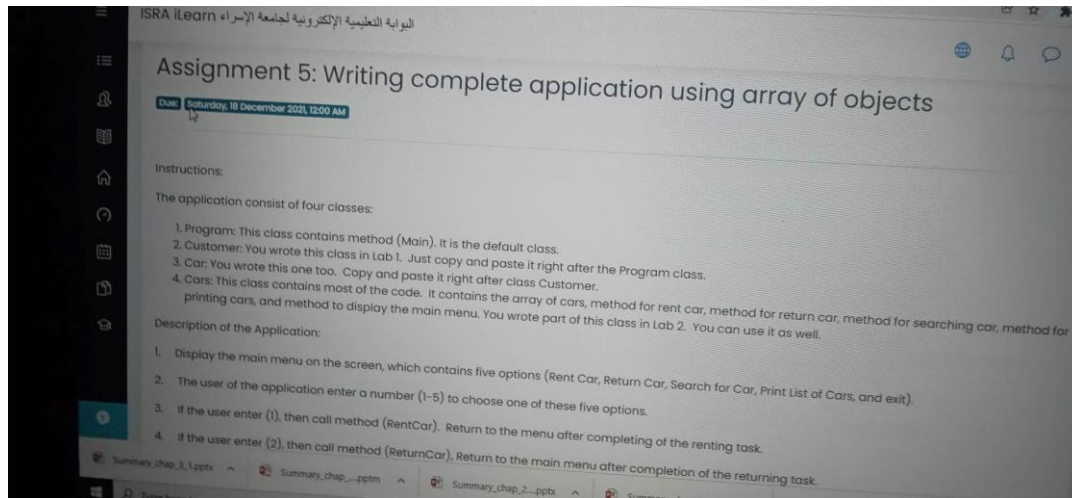 ISRA iLearn البوابة التعليمية الإلكترونية لجامعة الإسراء
Assignment 5: Writing complete application using array of objects
Due: Saturday, 18 December 2021, 12:00 AM
Instructions:
The application consist of four classes:
1. Program: This class contains method (Main). It is the default class.
2. Customer: You wrote this class in Lab 1. Just copy and paste it right after the Program class.
3. Car: You wrote this one too. Copy and paste it right after class Customer.
4. Cars: This class contains most of the code. It contains the array of cars, method for rent car, method for return car, method for searching car, method for
printing cars, and method to display the main menu. You wrote part of this class in Lab 2. You can use it as well.
Description of the Application:
1. Display the main menu on the screen, which contains five options (Rent Car, Return Car, Search for Car, Print List of Cars, and exit).
2. The user of the application enter a number (1-5) to choose one of these five options.
3. If the user enter (1), then call method (RentCar). Return to the menu after completing of the renting task.
4. If the user enter (2), then call method (ReturnCar), Return to the main menu after completion of the returning task.
Summary_chap_3_1.pptx
Summary_chap_....pptm
Summary_chap_2....pptx